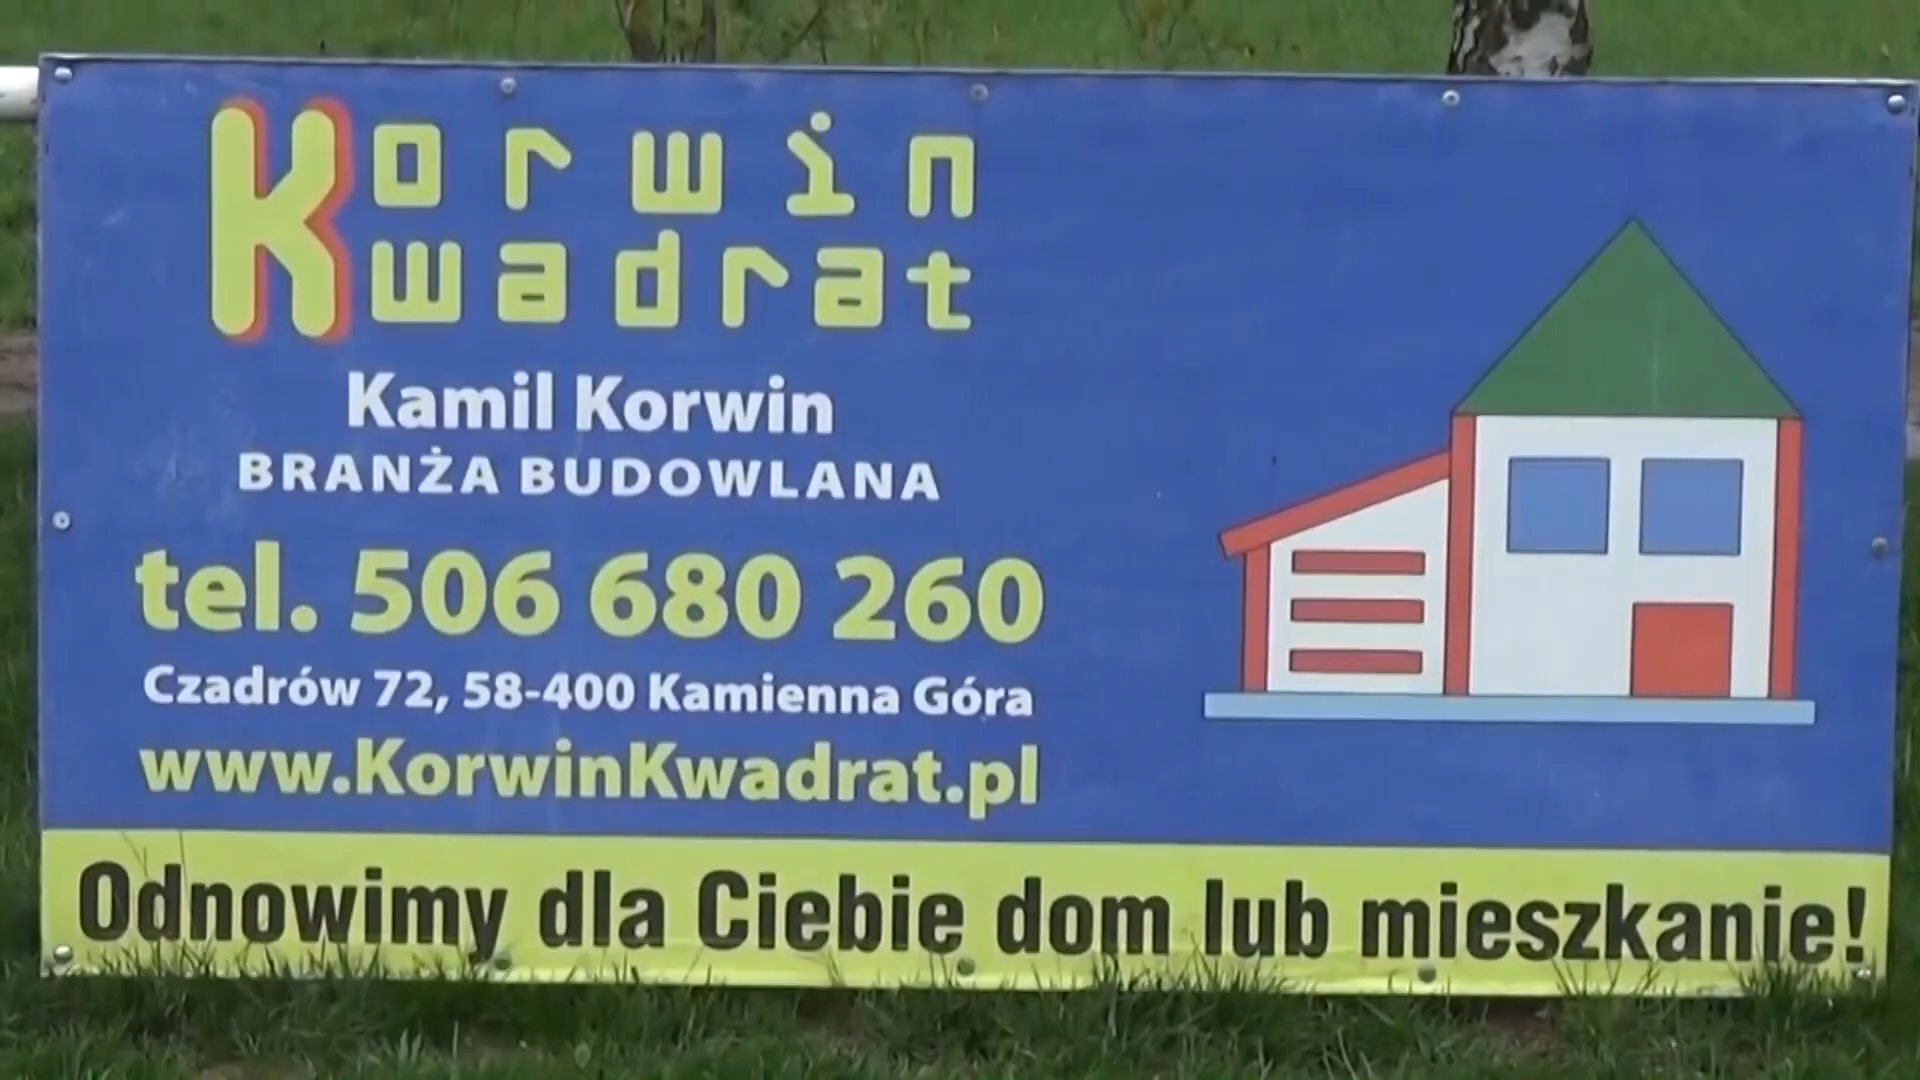 Korwin
Kwadrat
Kamil Korwin
BRANŻA BUDOWLANA
tel. 506 680 260
Czadrów 72, 58-400 Kamienna Góra
www.KorwinKwadrat.pl
Odnowimy dla Ciebie dom lub mieszkanie!